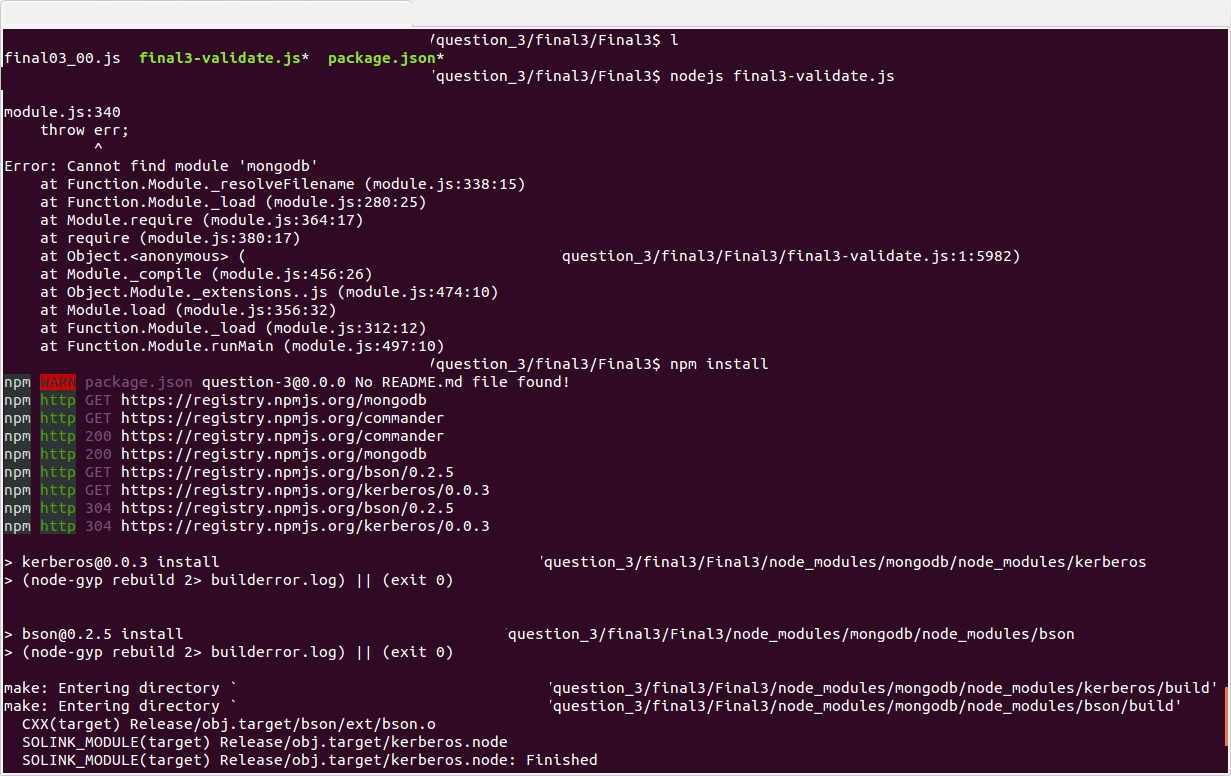 /question_3/final3/Final3$ l
final03_00.js  final3-validate.js*  package.json*
/question_3/final3/Final3$ nodejs final3-validate.js
module.js:340
    throw err;
          ^
Error: Cannot find module 'mongodb'
    at Function.Module._resolveFilename (module.js:338:15)
    at Function.Module._load (module.js:280:25)
    at Module.require (module.js:364:17)
    at require (module.js:380:17)
    at Object.<anonymous> ( question_3/final3/Final3/final3-validate.js:1:5982)
    at Module._compile (module.js:456:26)
    at Object.Module._extensions..js (module.js:474:10)
    at Module.load (module.js:356:32)
    at Function.Module._load (module.js:312:12)
    at Function.Module.runMain (module.js:497:10)
/question_3/final3/Final3$ npm install
npm WARN package.json question-3@0.0.0 No README.md file found!
npm http GET https://registry.npmjs.org/mongodb
npm http GET https://registry.npmjs.org/commander
npm http 200 https://registry.npmjs.org/commander
npm http 200 https://registry.npmjs.org/mongodb
npm http GET https://registry.npmjs.org/bson/0.2.5
npm http GET https://registry.npmjs.org/kerberos/0.0.3
npm http 304 https://registry.npmjs.org/bson/0.2.5
npm http 304 https://registry.npmjs.org/kerberos/0.0.3
> kerberos@0.0.3 install /question_3/final3/Final3/node_modules/mongodb/node_modules/kerberos
> (node-gyp rebuild 2> builderror.log) || (exit 0)
> bson@0.2.5 install question_3/final3/Final3/node_modules/mongodb/node_modules/bson
> (node-gyp rebuild 2> builderror.log) || (exit 0)
make: Entering directory ` /question_3/final3/Final3/node_modules/mongodb/node_modules/kerberos/build'
make: Entering directory ` /question_3/final3/Final3/node_modules/mongodb/node_modules/bson/build'
  CXX(target) Release/obj.target/bson/ext/bson.o
  SOLINK_MODULE(target) Release/obj.target/kerberos.node
  SOLINK_MODULE(target) Release/obj.target/kerberos.node: Finished